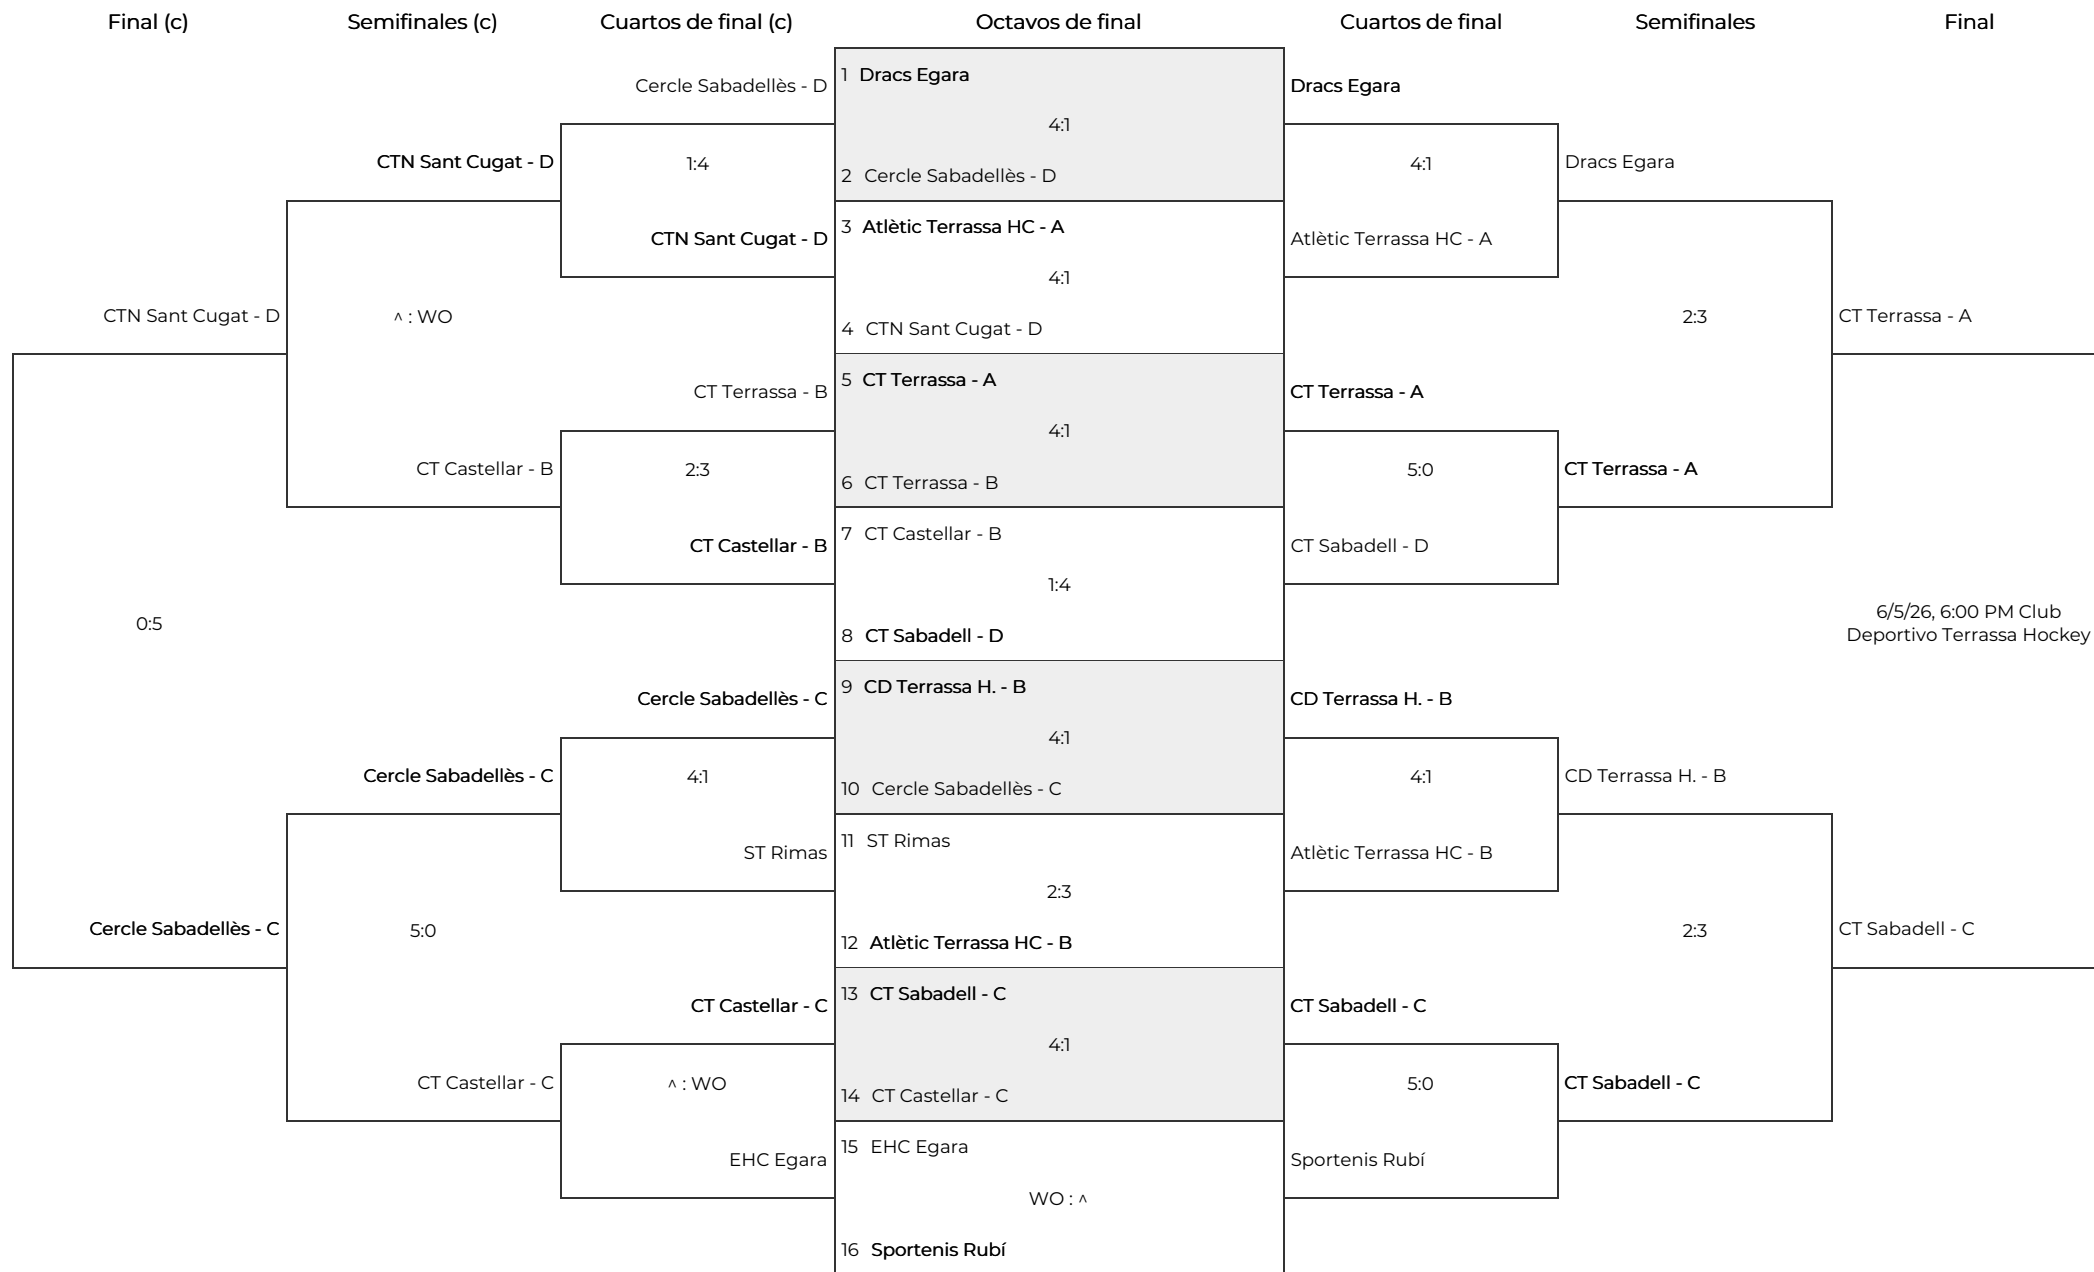 Final (c)
Semifinales (c)
Cuartos de final (c)
Octavos de final
Cuartos de final
Semifinales
Final
CTN Sant Cugat - D
0:5
Cercle Sabadellès - C
CTN Sant Cugat - D
^ : WO
CT Castellar - B
Cercle Sabadellès - C
5:0
CT Castellar - C
Cercle Sabadellès - D
1:4
CTN Sant Cugat - D
CT Terrassa - B
2:3
CT Castellar - B
Cercle Sabadellès - C
4:1
ST Rimas
CT Castellar - C
^ : WO
EHC Egara
1 Dracs Egara
4:1
2 Cercle Sabadellès - D
3 Atlètic Terrassa HC - A
4:1
4 CTN Sant Cugat - D
5 CT Terrassa - A
4:1
6 CT Terrassa - B
7 CT Castellar - B
1:4
8 CT Sabadell - D
9 CD Terrassa H. - B
4:1
10 Cercle Sabadellès - C
11 ST Rimas
2:3
12 Atlètic Terrassa HC - B
13 CT Sabadell - C
4:1
14 CT Castellar - C
15 EHC Egara
WO : ^
16 Sportenis Rubí
Dracs Egara
4:1
Atlètic Terrassa HC - A
CT Terrassa - A
5:0
CT Sabadell - D
CD Terrassa H. - B
4:1
Atlètic Terrassa HC - B
CT Sabadell - C
5:0
Sportenis Rubí
Dracs Egara
2:3
CT Terrassa - A
CD Terrassa H. - B
2:3
CT Sabadell - C
CT Terrassa - A
6/5/26, 6:00 PM Club
Deportivo Terrassa Hockey
CT Sabadell - C